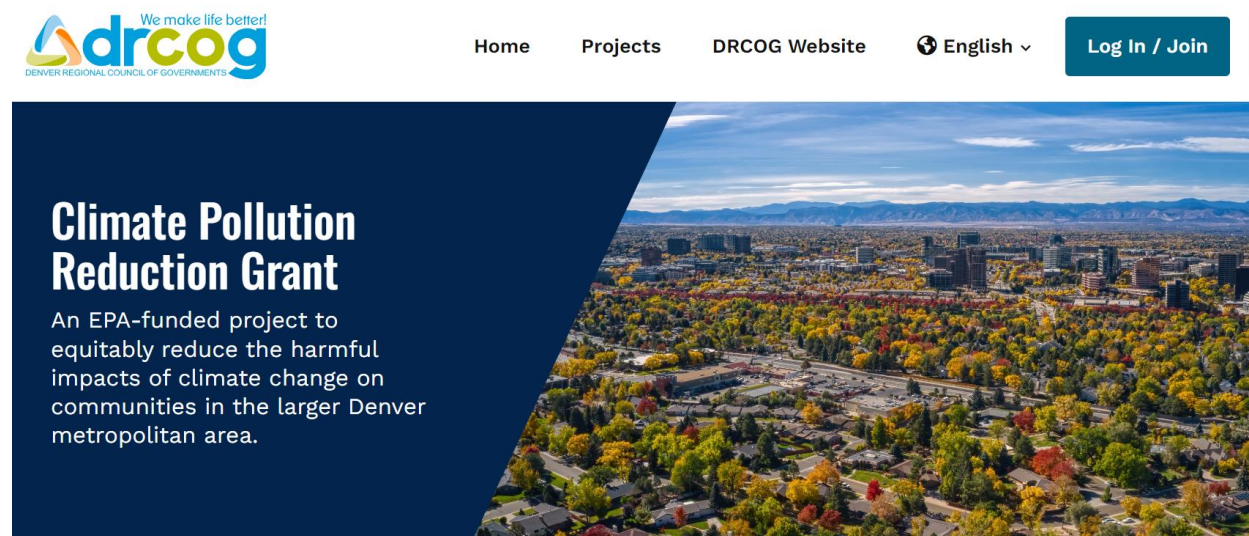 We make life better!
drcog
DENVER REGIONAL COUNCIL OF GOVERNMENTS
Home Projects DRCOG Website English Log In / Join
Climate Pollution
Reduction Grant
An EPA-funded project to
equitably reduce the harmful
impacts of climate change on
communities in the larger Denver
metropolitan area.